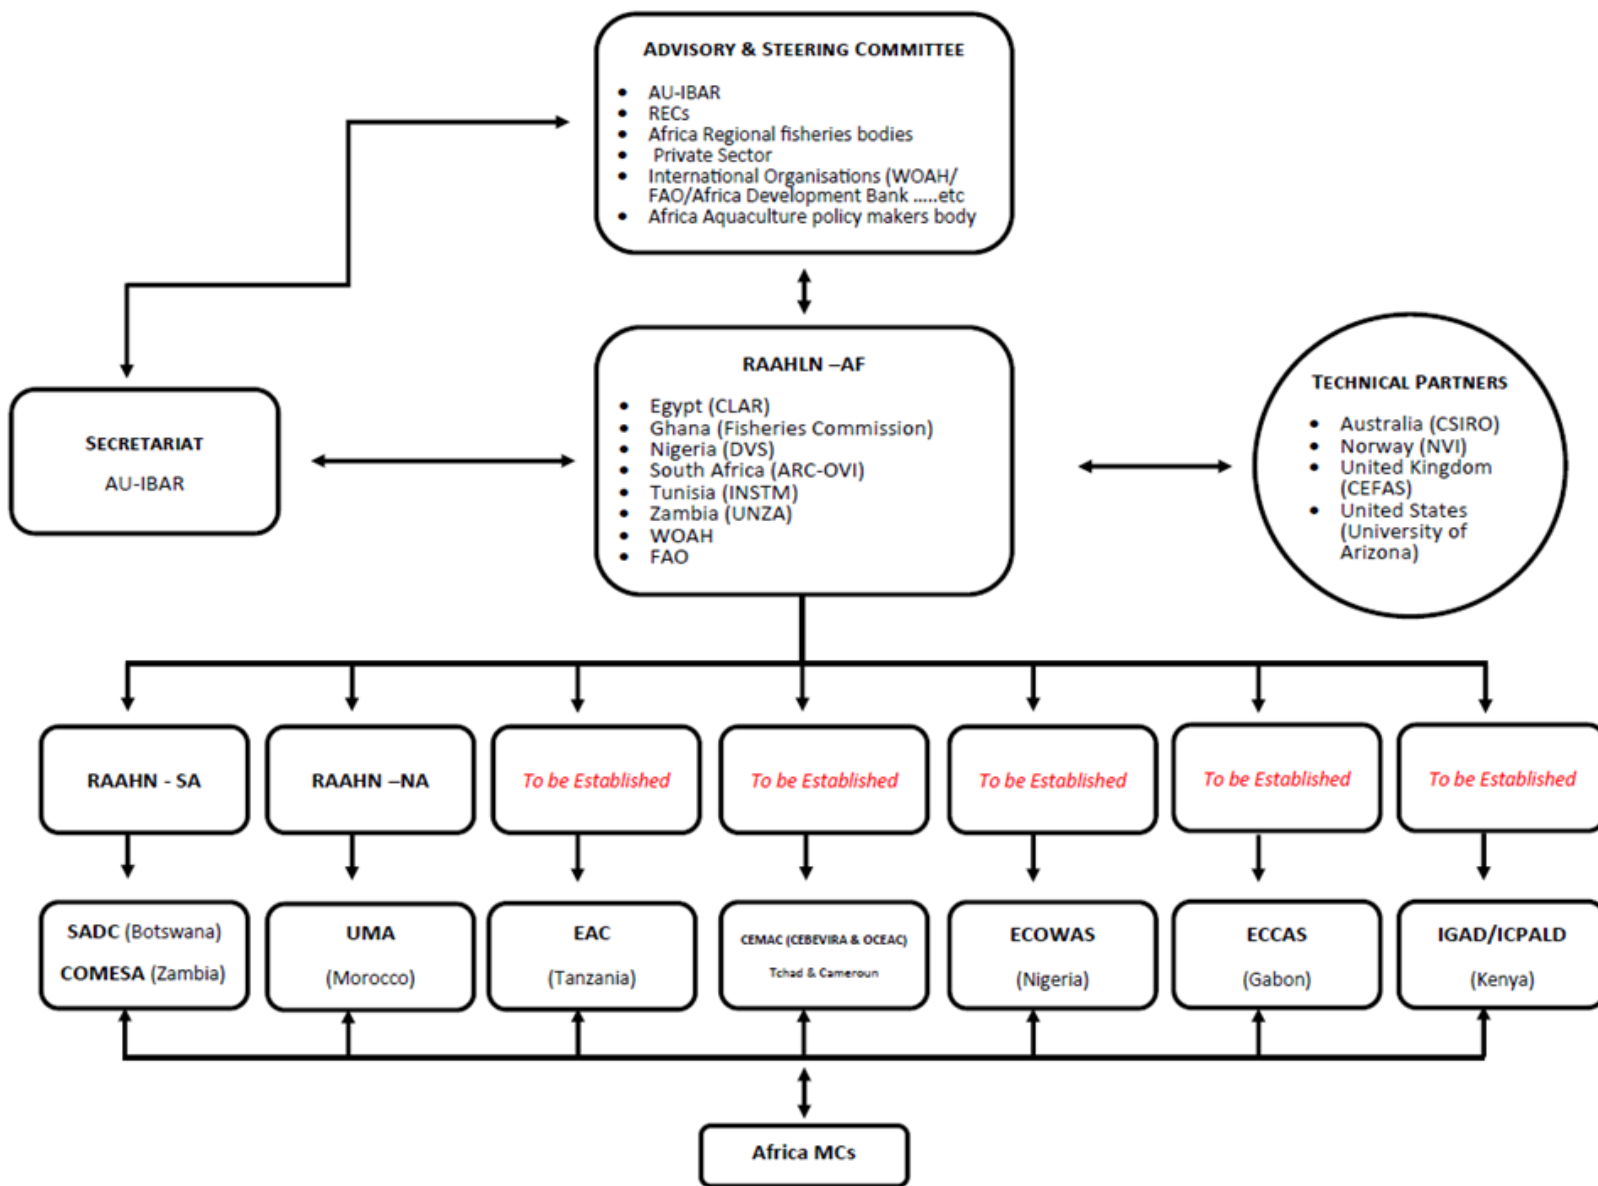 ADVISORY & STEERING COMMITTEE
• AU-IBAR
• RECs
• Africa Regional fisheries bodies
• Private Sector
• International Organisations (WOAH/
FAO/Africa Development Bank .....etc
• Africa Aquaculture policy makers body
SECRETARIAT
AU-IBAR
RAAHLN –AF
• Egypt (CLAR)
• Ghana (Fisheries Commission)
• Nigeria (DVS)
• South Africa (ARC-OVI)
• Tunisia (INSTM)
• Zambia (UNZA)
• WOAH
• FAO
TECHNICAL PARTNERS
• Australia (CSIRO)
• Norway (NVI)
• United Kingdom
(CEFAS)
• United States
(University of
Arizona)
RAAHN - SA
RAAHN –NA
To be Established
To be Established
To be Established
To be Established
To be Established
SADC (Botswana)
COMESA (Zambia)
UMA
(Morocco)
EAC
(Tanzania)
CEMAC (CEBEVIRA & OCEAC)
Tchad & Cameroun
ECOWAS
(Nigeria)
ECCAS
(Gabon)
IGAD/ICPALD
(Kenya)
Africa MCs